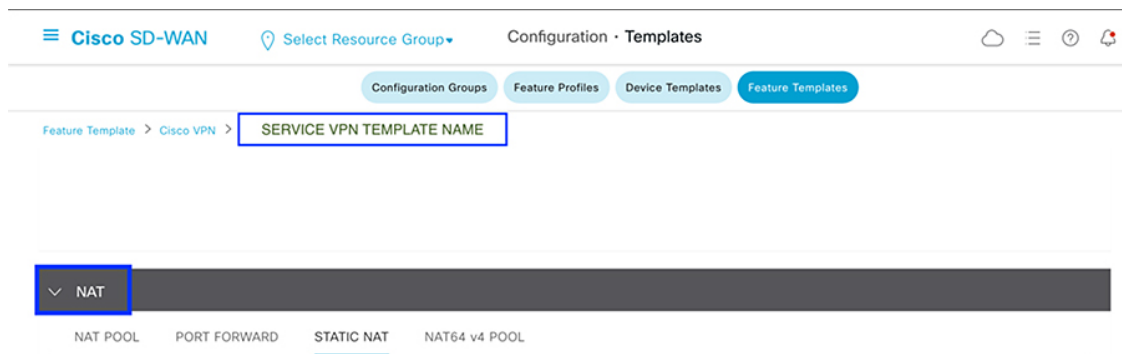 Cisco SD-WAN Select Resource Group Configuration · Templates
Configuration Groups Feature Profiles Device Templates Feature Templates
Feature Template > Cisco VPN > SERVICE VPN TEMPLATE NAME
NAT
NAT POOL PORT FORWARD STATIC NAT NAT64 v4 POOL